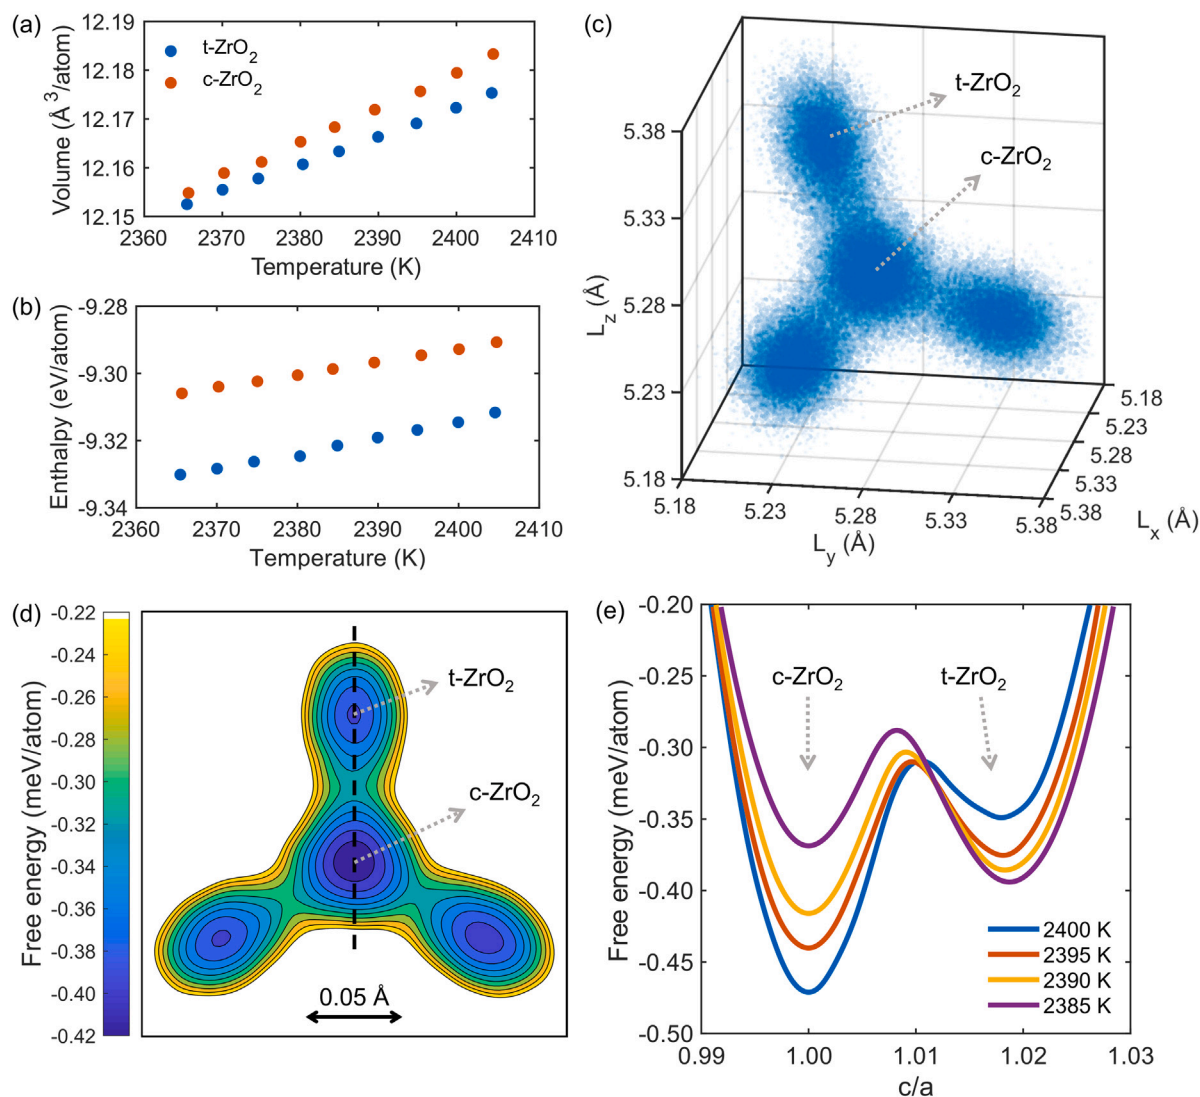 (a)
12.19
12.18
12.17
12.16
12.15
Volume (Å³/atom)
t-ZrO₂
c-ZrO₂
2360 2370 2380 2390 2400 2410
Temperature (K)
(b)
-9.28
-9.30
-9.32
-9.34
Enthalpy (eV/atom)
2360 2370 2380 2390 2400 2410
Temperature (K)
(c)
t-ZrO₂
c-ZrO₂
5.38
5.33
5.28
5.23
5.18
L_z (Å)
5.18 5.23 5.28 5.33 5.38
L_y (Å)
5.18
5.23
5.28
5.33
5.38
L_x (Å)
(d)
-0.22
-0.24
-0.26
-0.28
-0.30
-0.32
-0.34
-0.36
-0.38
-0.40
-0.42
Free energy (meV/atom)
t-ZrO₂
c-ZrO₂
0.05 Å
(e)
-0.20
-0.25
-0.30
-0.35
-0.40
-0.45
-0.50
Free energy (meV/atom)
c-ZrO₂
t-ZrO₂
2400 K
2395 K
2390 K
2385 K
0.99 1.00 1.01 1.02 1.03
c/a